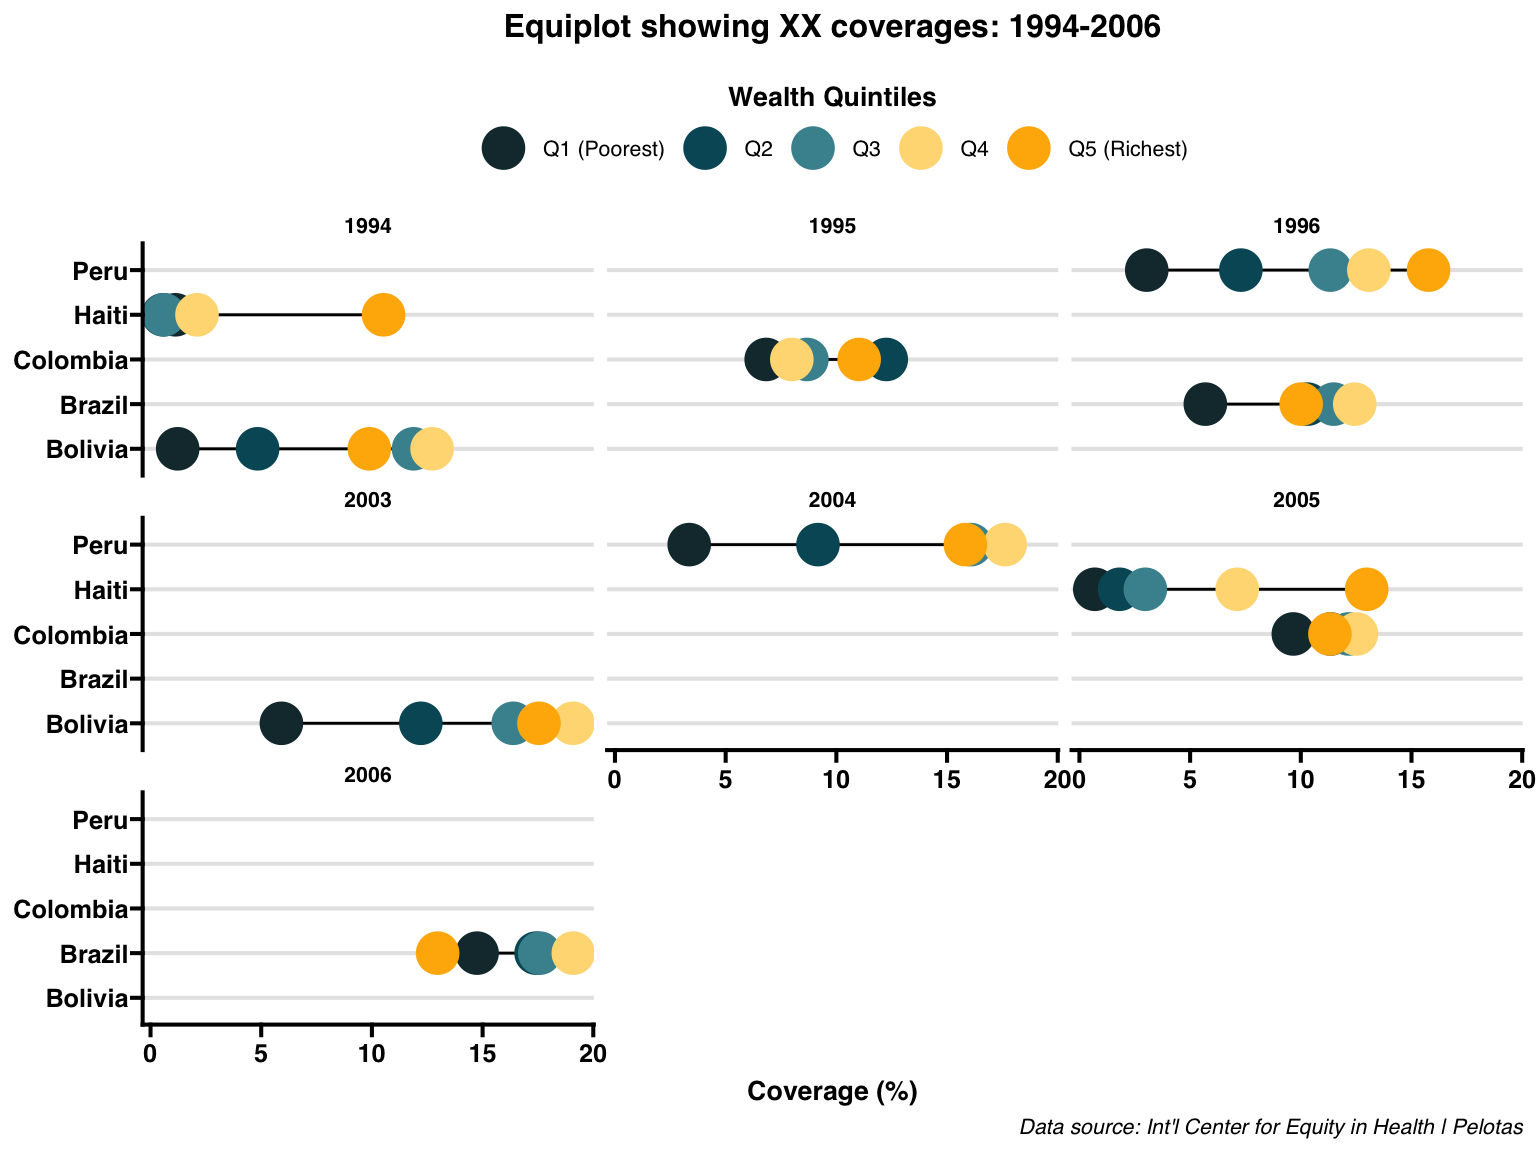 Equiplot showing XX coverages: 1994-2006
Wealth Quintiles
Q1 (Poorest) Q2 Q3 Q4 Q5 (Richest)
1994 1995 1996
Peru
Haiti
Colombia
Brazil
Bolivia
2003 2004 2005
Peru
Haiti
Colombia
Brazil
Bolivia
0 5 10 15 20 0 5 10 15 20
2006
Peru
Haiti
Colombia
Brazil
Bolivia
0 5 10 15 20
Coverage (%)
Data source: Int'l Center for Equity in Health | Pelotas